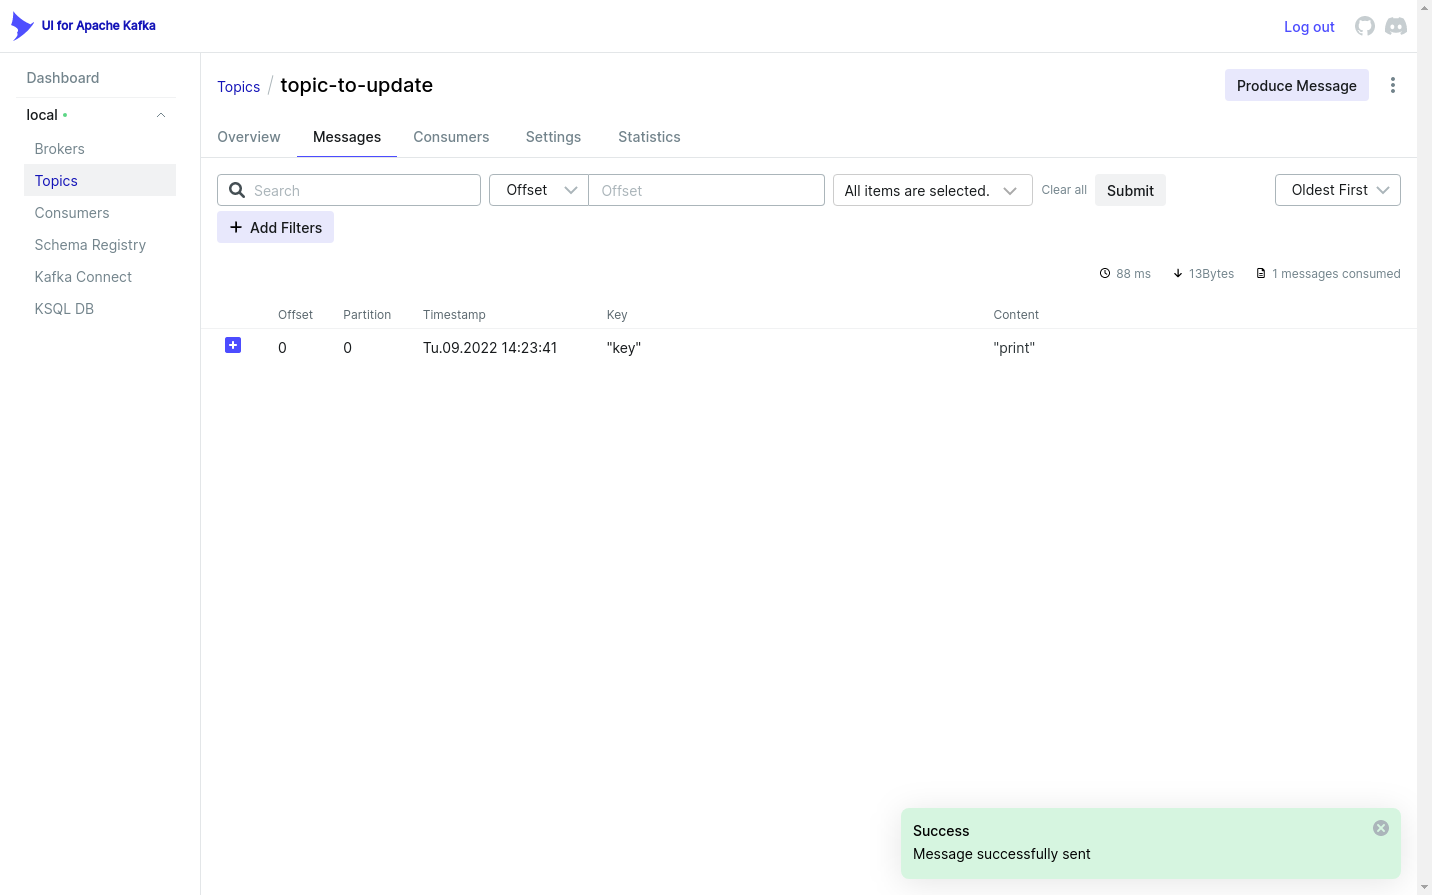 UI for Apache Kafka
Log out
Dashboard
local
Brokers
Topics
Consumers
Schema Registry
Kafka Connect
KSQL DB
Topics / topic-to-update
Produce Message
Overview Messages Consumers Settings Statistics
Search Offset Offset All items are selected. Clear all Submit Oldest First
Add Filters
88 ms 13Bytes 1 messages consumed
Offset Partition Timestamp Key Content
0 0 Tu.09.2022 14:23:41 "key" "print"
Success
Message successfully sent